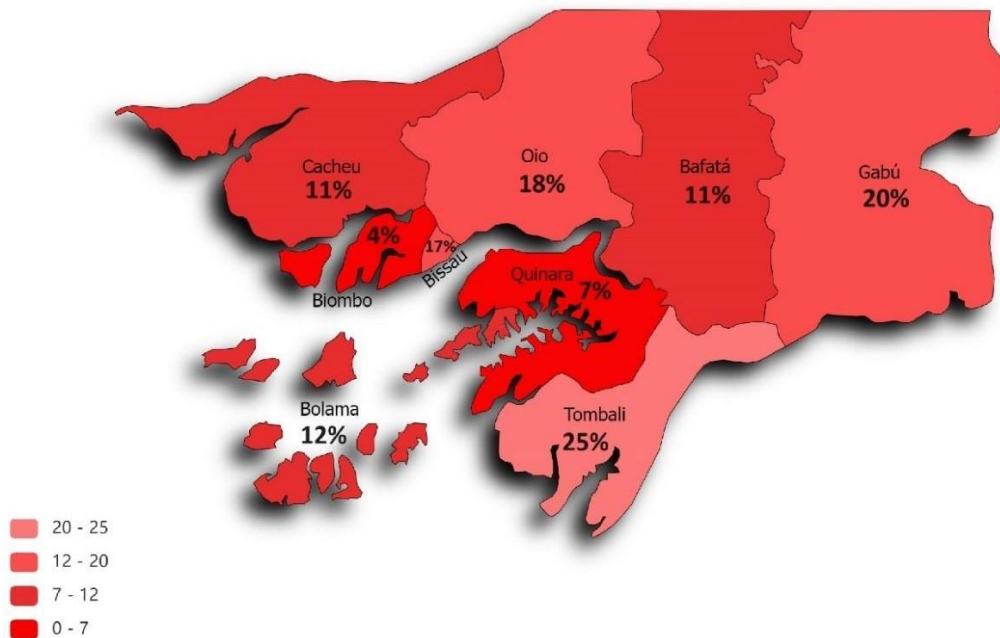 Cacheu
11%
Oio
18%
Bafatá
11%
Gabú
20%
4%
Biombo
17%
Bissau
Quinara
7%
Bolama
12%
Tombali
25%
20 - 25
12 - 20
7 - 12
0 - 7